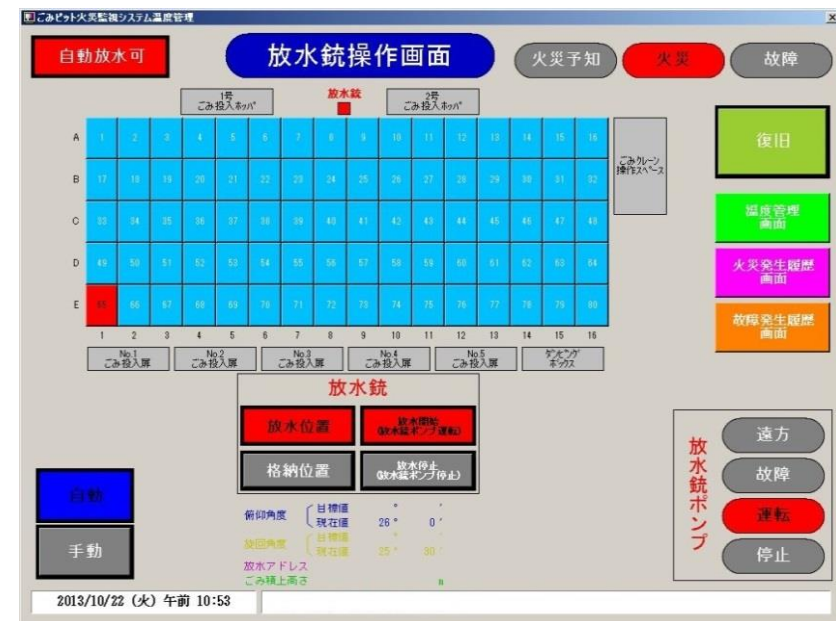 ごみピット火災監視システム温度管理
自動放水可
放水銃操作画面
火災予知
火災
故障
1号
ごみ投入ホッパ
放水銃
2号
ごみ投入ホッパ
ごみクレーン
操作スペース
復旧
温度管理
画面
火災発生履歴
画面
故障発生履歴
画面
A 1 2 3 4 5 6 7 8 9 10 11 12 13 14 15 16
B 17 18 19 20 21 22 23 24 25 26 27 28 29 30 31 32
C 33 34 35 36 37 38 39 40 41 42 43 44 45 46 47 48
D 49 50 51 52 53 54 55 56 57 58 59 60 61 62 63 64
E 65 66 67 68 69 70 71 72 73 74 75 76 77 78 79 80
1 2 3 4 5 6 7 8 9 10 11 12 13 14 15 16
No.1
ごみ投入扉
No.2
ごみ投入扉
No.3
ごみ投入扉
No.4
ごみ投入扉
No.5
ごみ投入扉
ダンピング
ボックス
放水銃
放水位置
放水開始
(放水銃ポンプ運転)
格納位置
放水停止
(放水銃ポンプ停止)
自動
手動
俯仰角度
目標値 ° ′
現在値 26 ° 0 ′
旋回角度
目標値 ° ′
現在値 25 ° 30 ′
放水アドレス
ごみ積上高さ m
放水銃ポンプ
遠方
故障
運転
停止
2013/10/22 (火) 午前 10:53